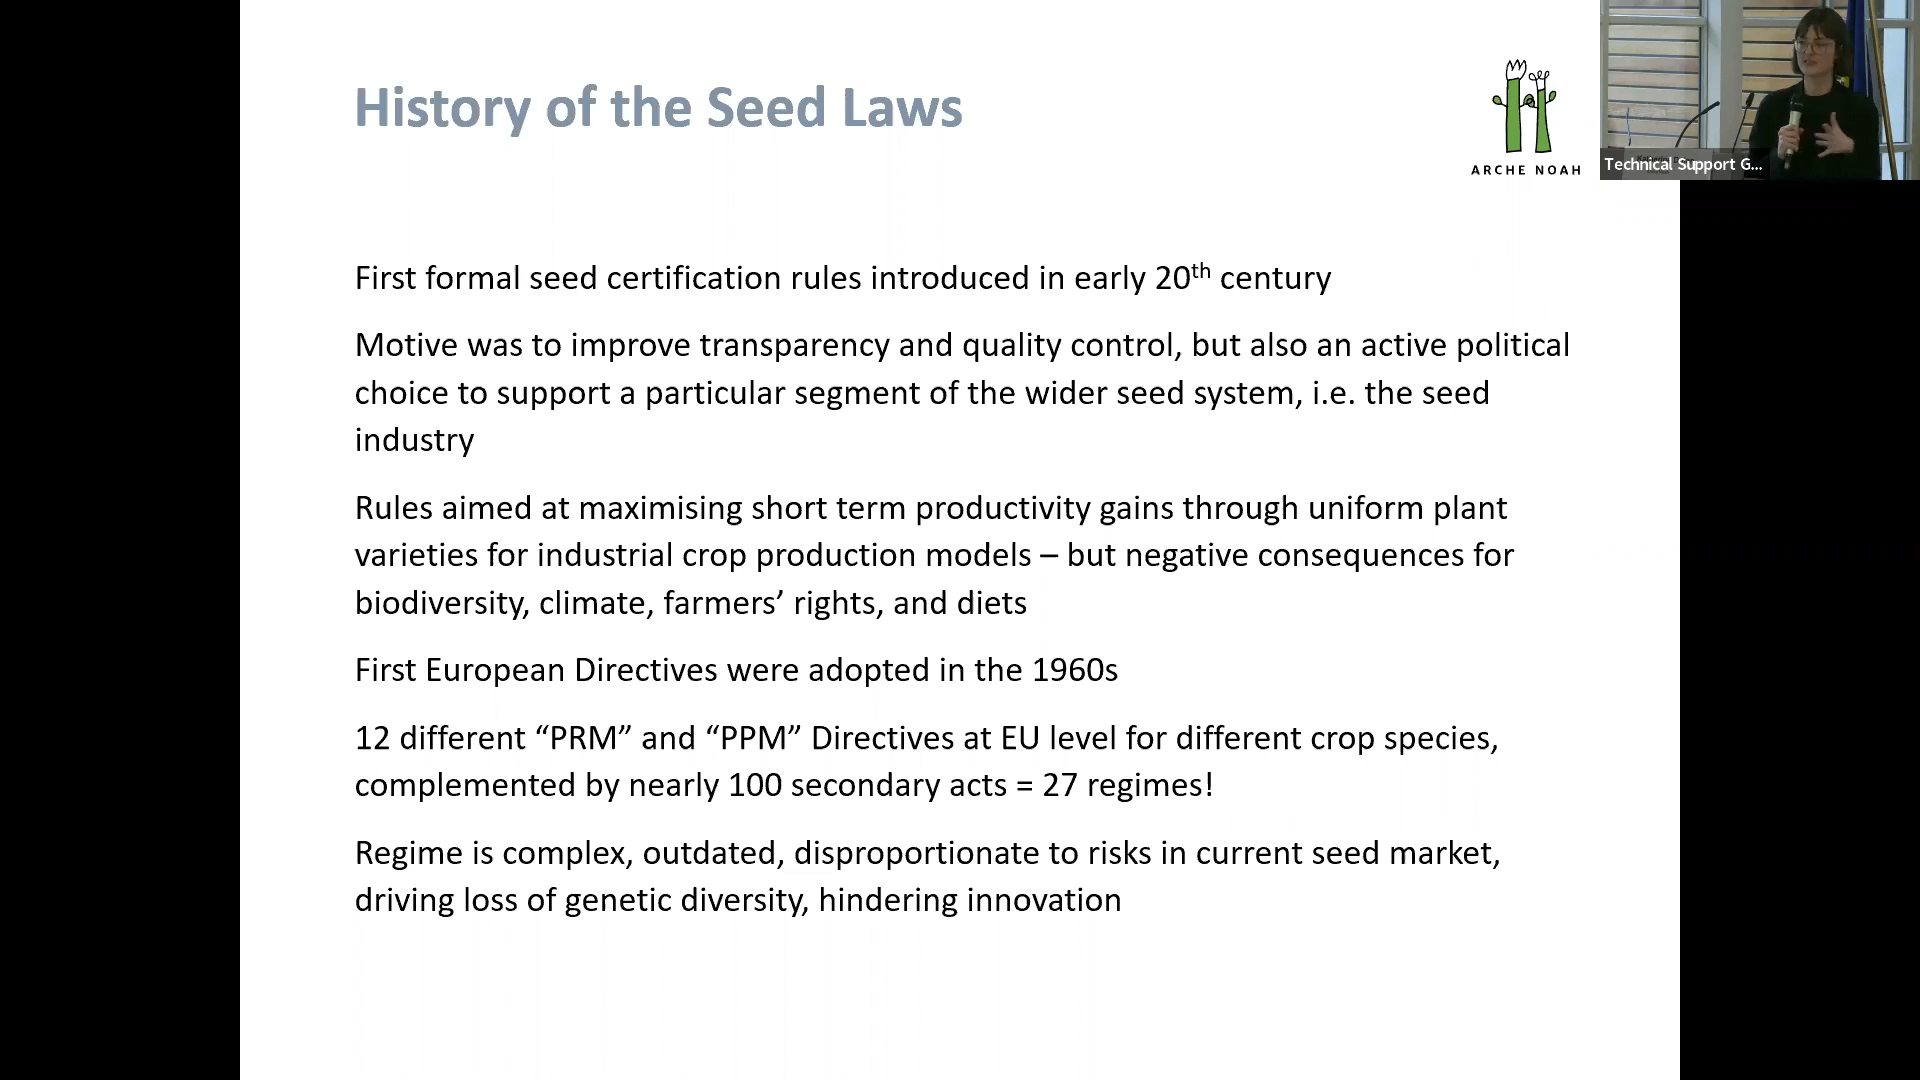 History of the Seed Laws
ARCHE NOAH
Technical Support G...
First formal seed certification rules introduced in early 20th century
Motive was to improve transparency and quality control, but also an active political
choice to support a particular segment of the wider seed system, i.e. the seed
industry
Rules aimed at maximising short term productivity gains through uniform plant
varieties for industrial crop production models – but negative consequences for
biodiversity, climate, farmers’ rights, and diets
First European Directives were adopted in the 1960s
12 different “PRM” and “PPM” Directives at EU level for different crop species,
complemented by nearly 100 secondary acts = 27 regimes!
Regime is complex, outdated, disproportionate to risks in current seed market,
driving loss of genetic diversity, hindering innovation